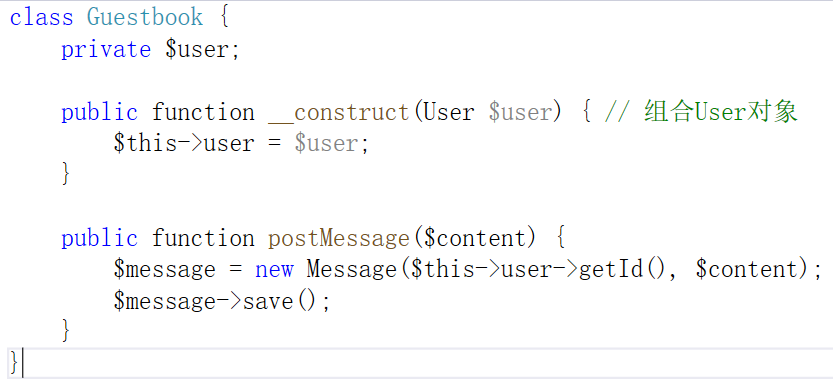 class Guestbook {
    private $user;

    public function __construct(User $user) { // 组合User对象
        $this->user = $user;
    }

    public function postMessage($content) {
        $message = new Message($this->user->getId(), $content);
        $message->save();
    }
}